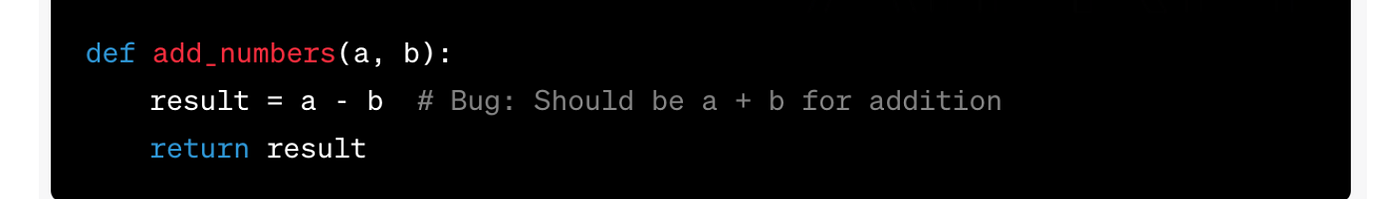 def add_numbers(a, b):
    result = a - b  # Bug: Should be a + b for addition
    return result